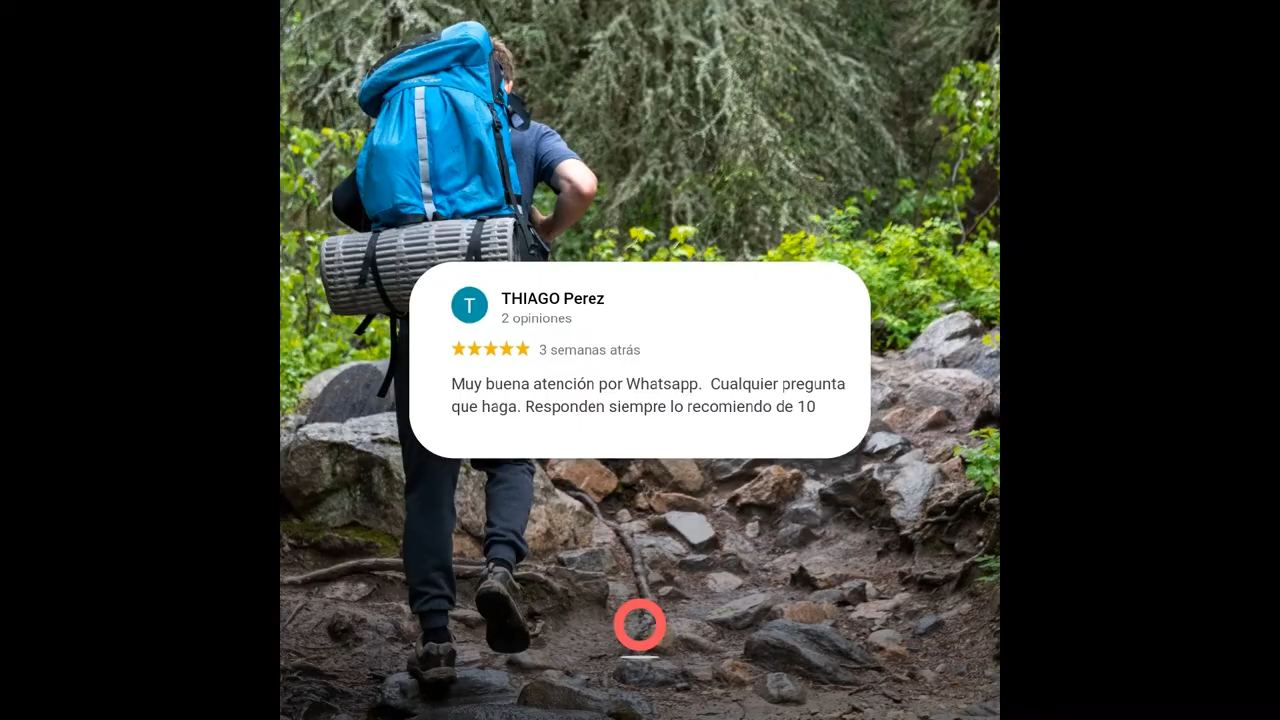 T
THIAGO Perez
2 opiniones
3 semanas atrás
Muy buena atención por Whatsapp.  Cualquier pregunta
que haga. Responden siempre lo recomiendo de 10